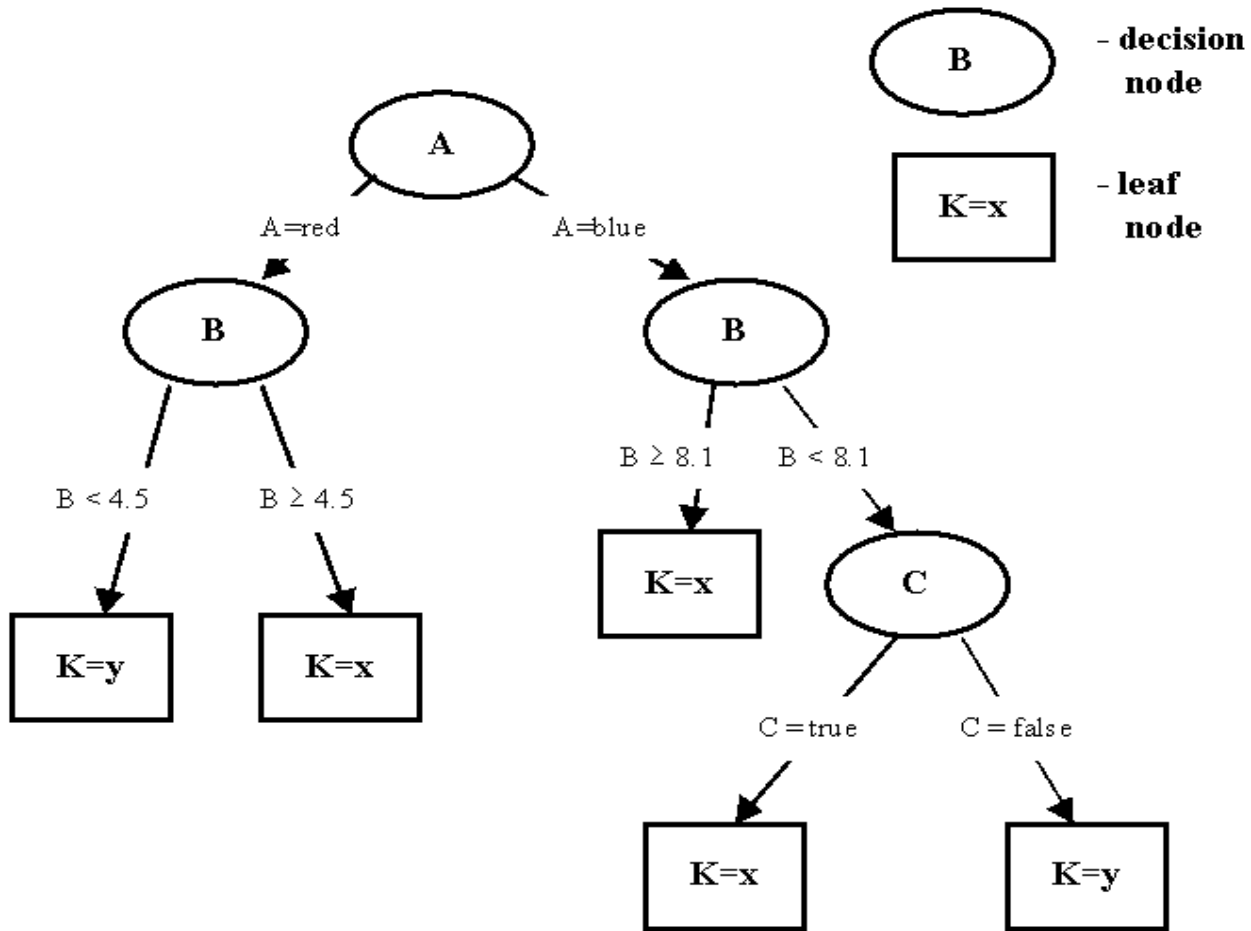 B
- decision
node
A
K=x
- leaf
node
A=red
A=blue
B
B
B ≥ 8.1
B < 8.1
B < 4.5
B ≥ 4.5
K=x
C
K=y
K=x
C = true
C = false
K=x
K=y